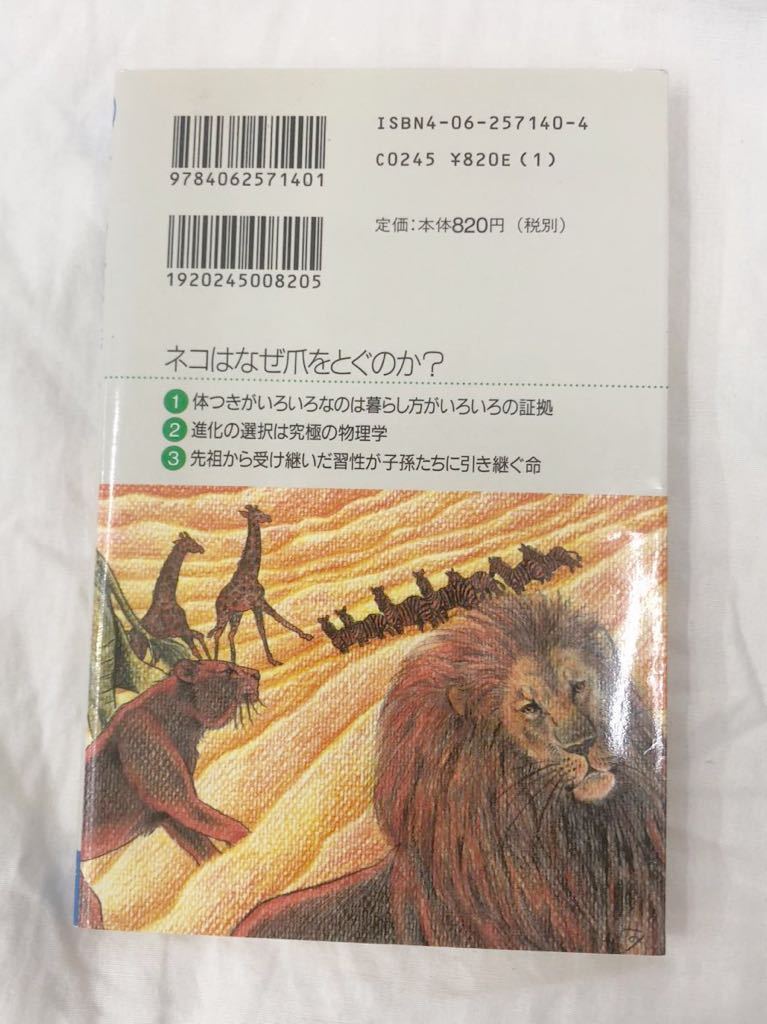 ISBN4-06-257140-4
9784062571401
C0245 ¥820E (1)
定価:本体820円(税別)
1920245008205
ネコはなぜ爪をとぐのか?
1 体つきがいろいろなのは暮らし方がいろいろの証拠
2 進化の選択は究極の物理学
3 先祖から受け継いだ習性が子孫たちに引き継ぐ命